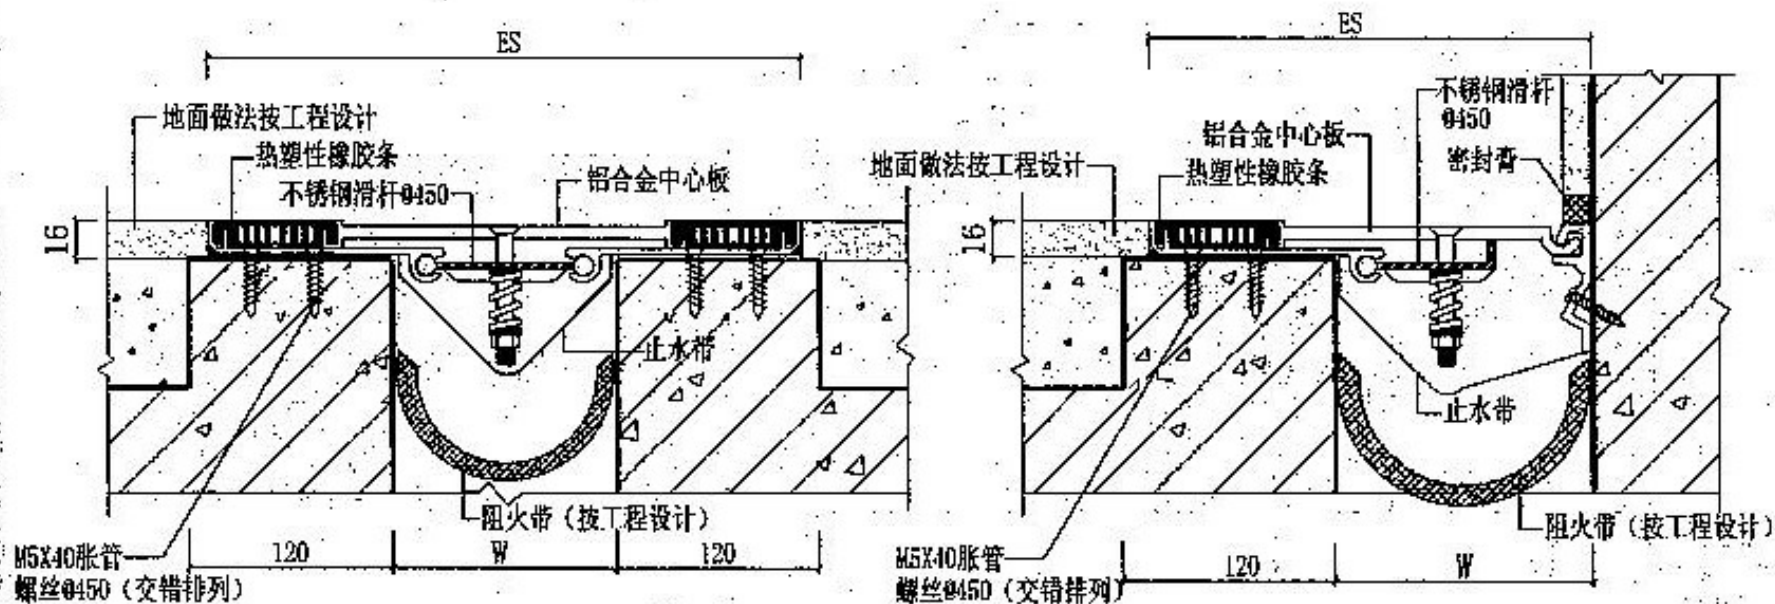 ES
地面做法按工程设计
热塑性橡胶条
不锈钢滑杆@450
铝合金中心板
16
止水带
阻火带（按工程设计）
M5X40胀管
螺丝@450（交错排列）
120
W
120
ES
不锈钢滑杆
@450
铝合金中心板
密封膏
地面做法按工程设计
热塑性橡胶条
16
止水带
阻火带（按工程设计）
M5X40胀管
螺丝@450（交错排列）
120
W